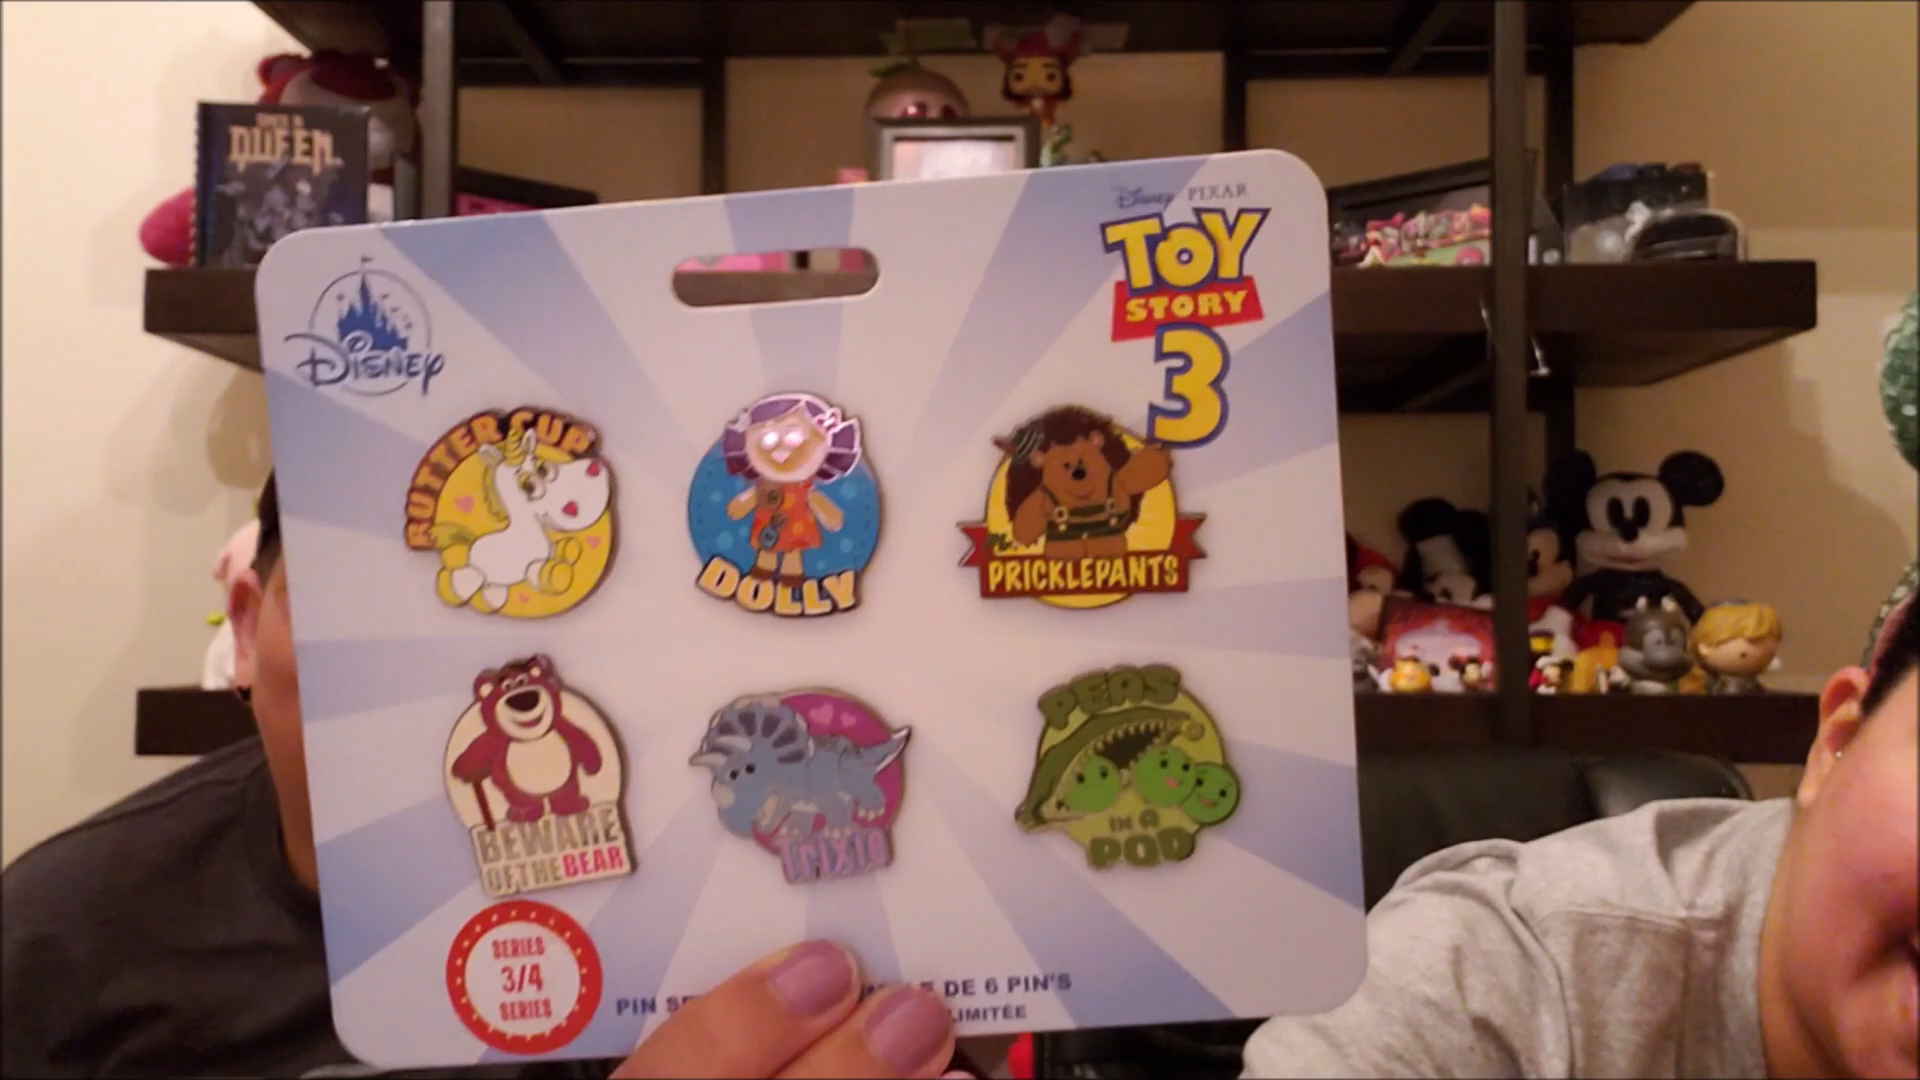 QUEEN
Disney PIXAR
TOY
STORY
3
Disney
BUTTERCUP
DOLLY
PRICKLEPANTS
BEWARE
OF THE BEAR
Trixie
PEAS
IN A
POD
SERIES
3/4
SERIES
PIN DE 6 PIN'S
LIMITÉE